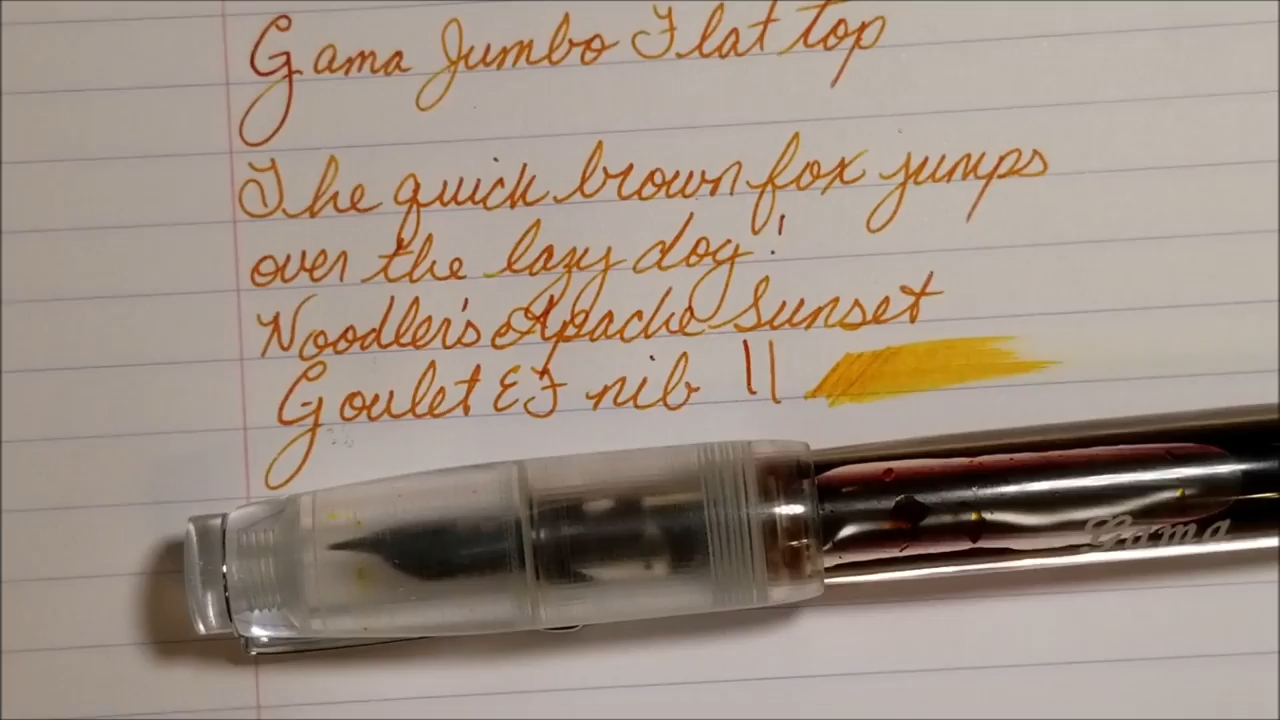 Gama Jumbo Flat top
The quick brown fox jumps
over the lazy dog!
Noodler's Apache Sunset
Goulet EF nib !!
Gama